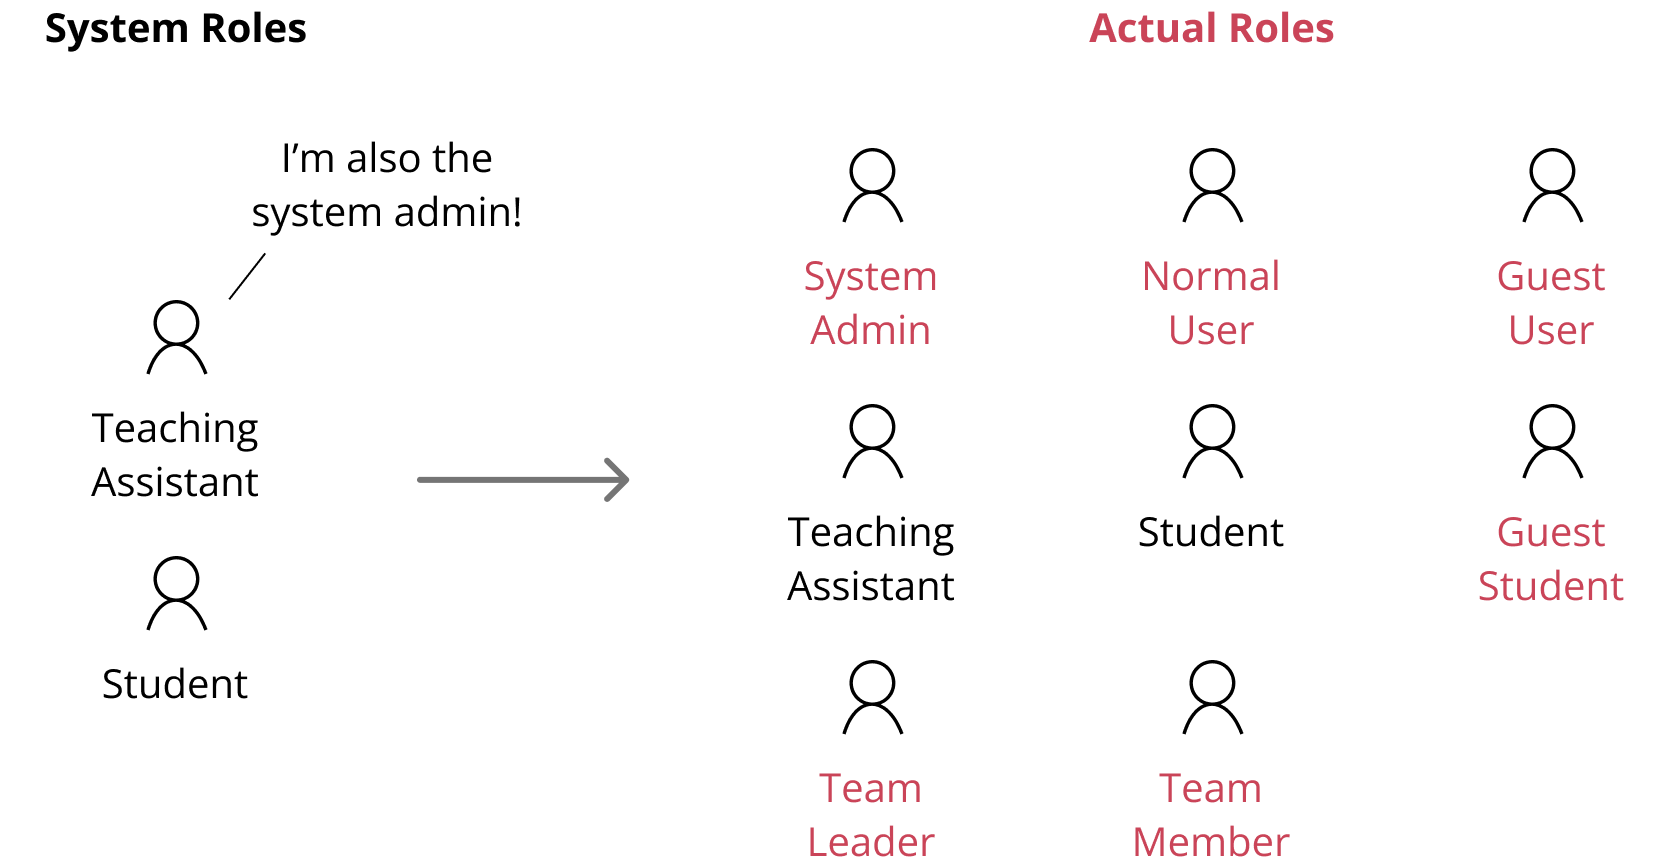 System Roles
Actual Roles
I’m also the
system admin!
Teaching
Assistant
Student
System
Admin
Normal
User
Guest
User
Teaching
Assistant
Student
Guest
Student
Team
Leader
Team
Member